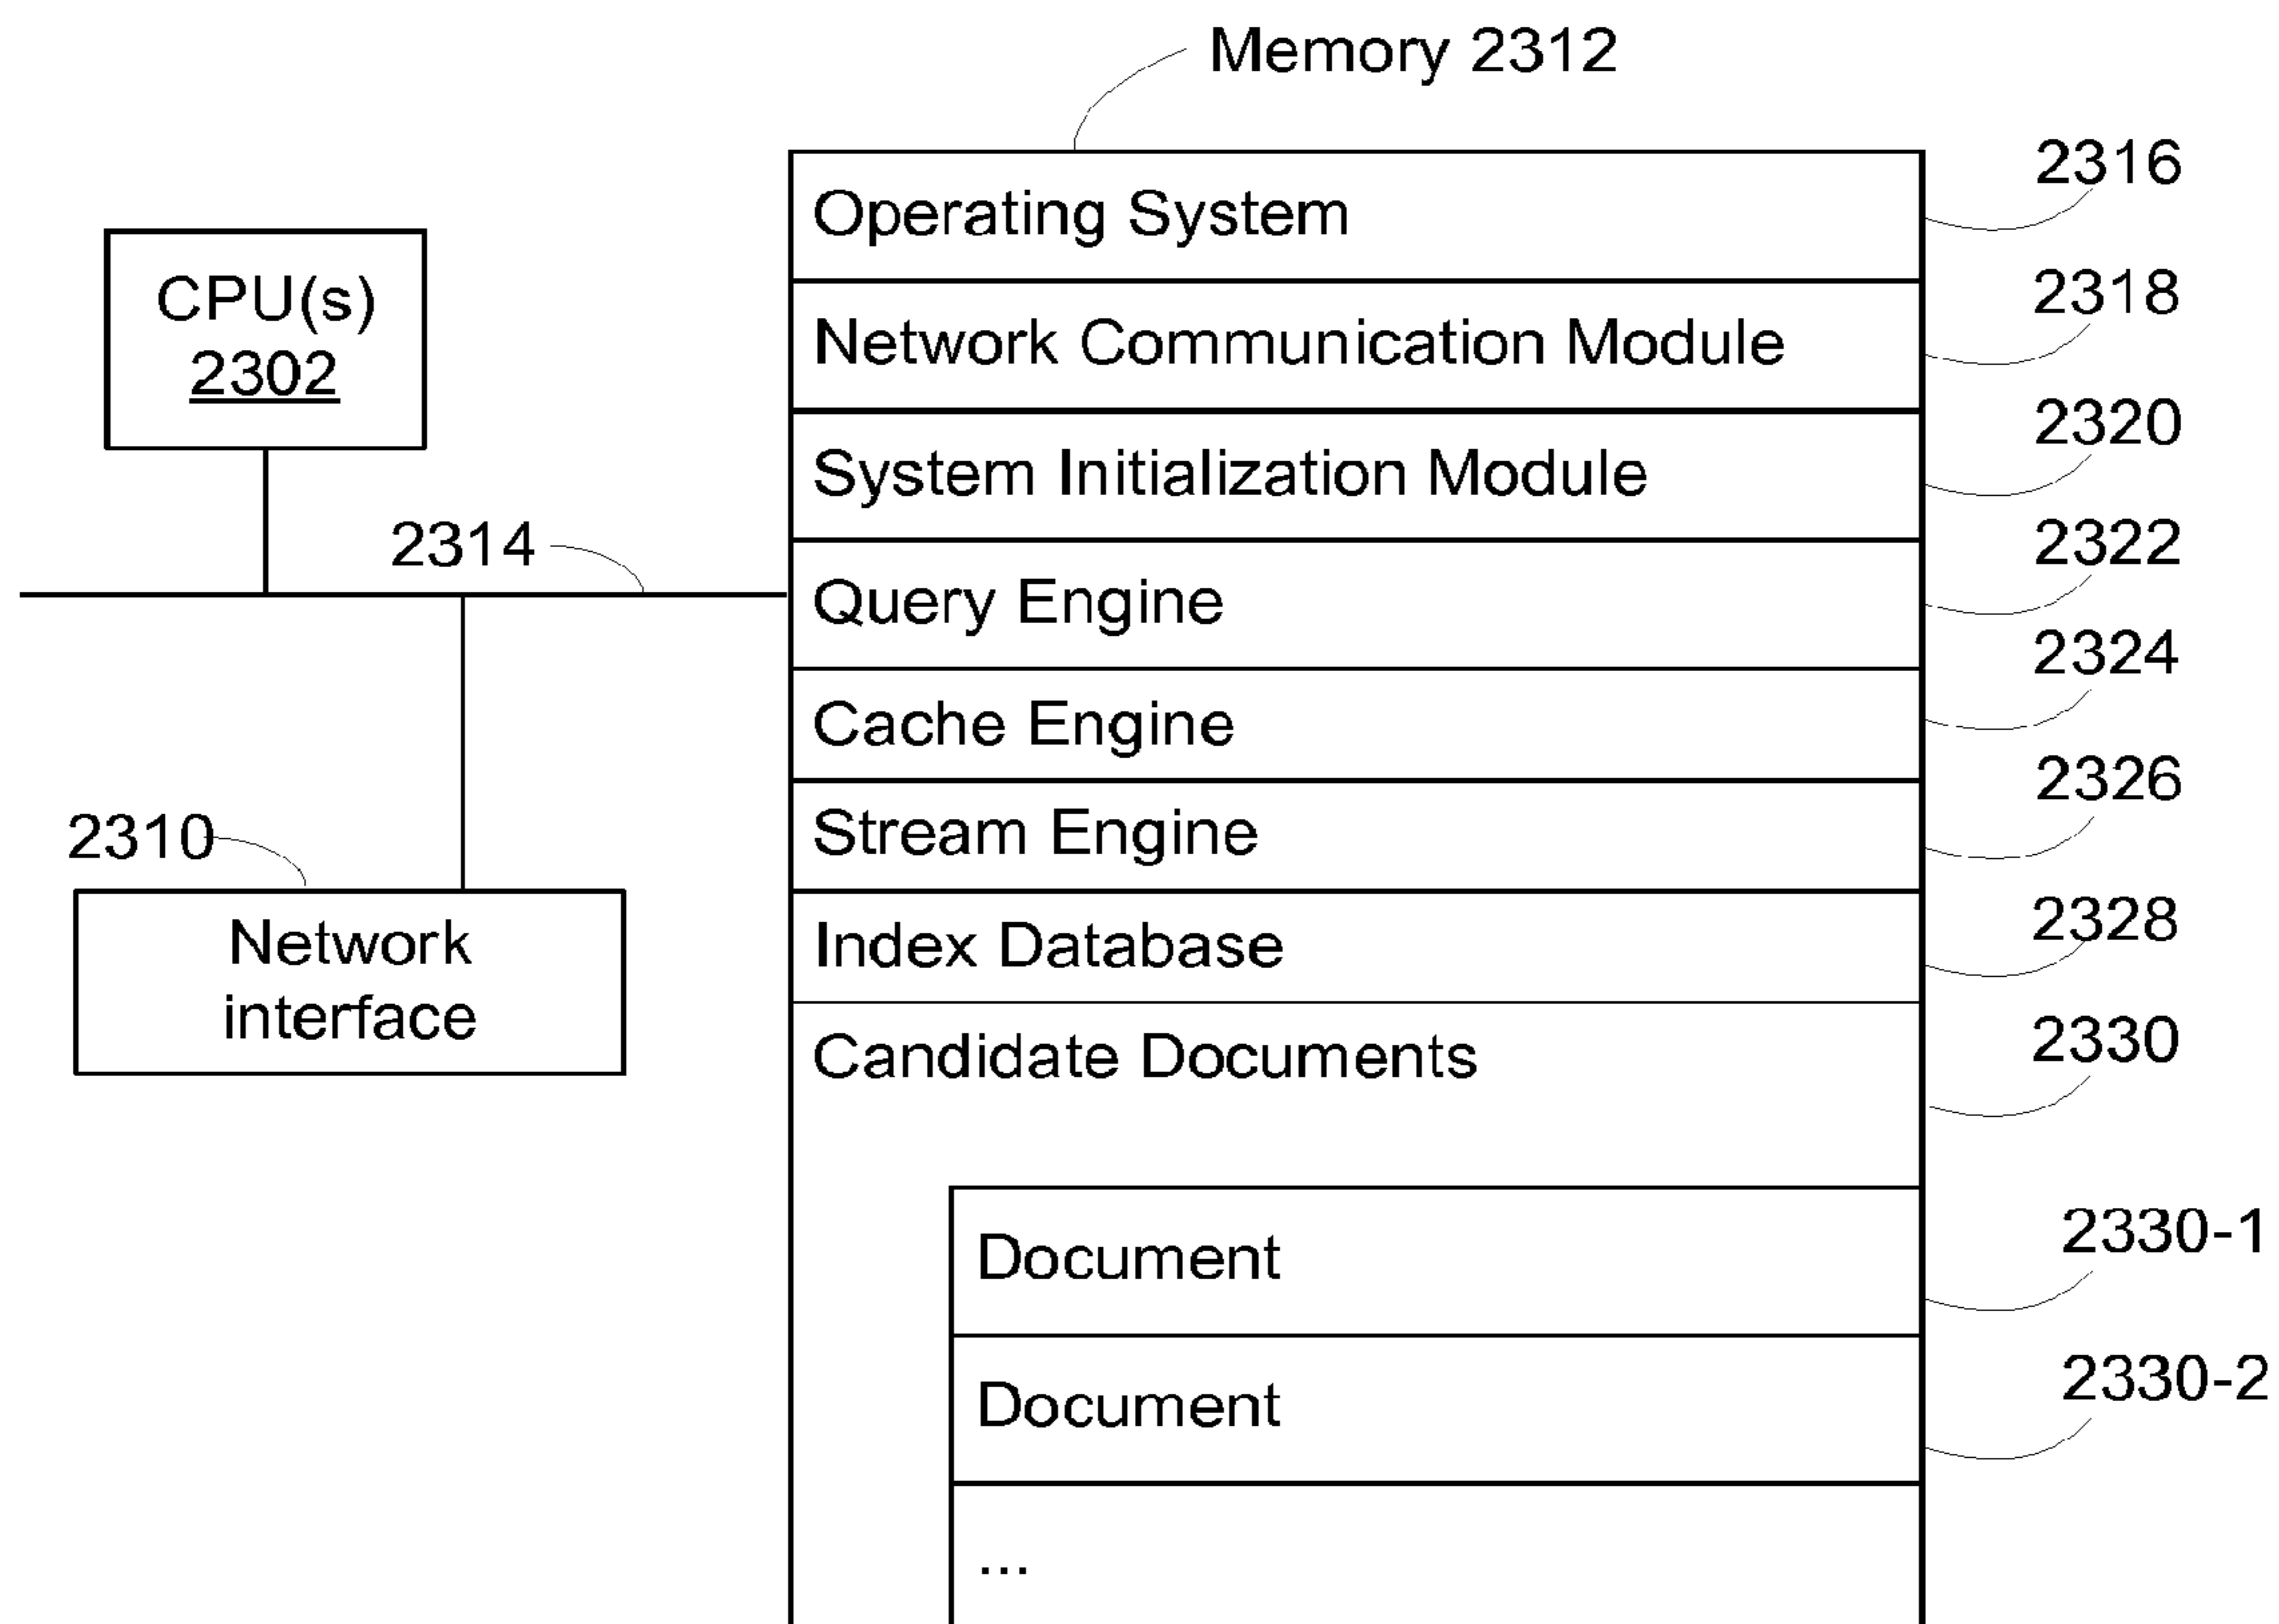 Memory 2312
2316
Operating System
CPU(s)
2302
2318
Network Communication Module
2320
System Initialization Module
2314
2322
Query Engine
2324
Cache Engine
2326
Stream Engine
2310
Network
interface
2328
Index Database
2330
Candidate Documents
2330-1
Document
2330-2
Document
...